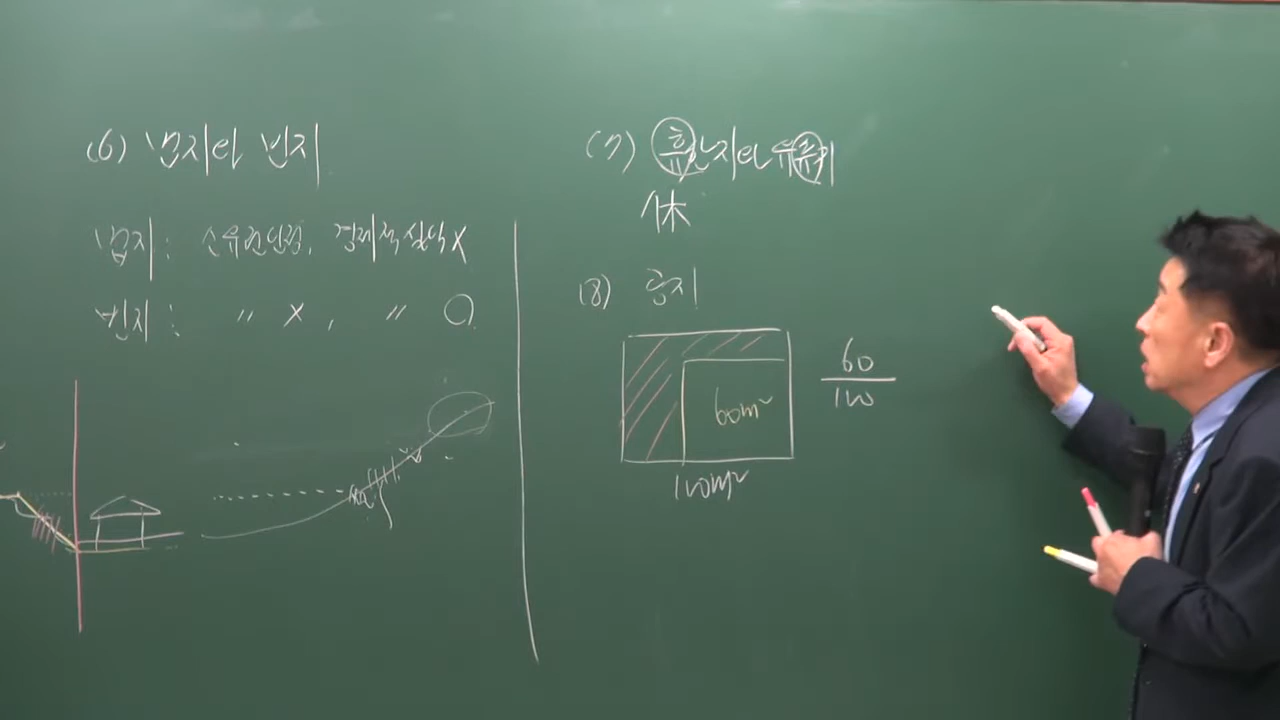 (6) 법지와 빈지
법지 : 소유권인정, 경제적실익 X
빈지 : 〃 X, 〃 O
(7) 휴한지와 유휴지
休
(8) 공지
60m²
100m²
60
100